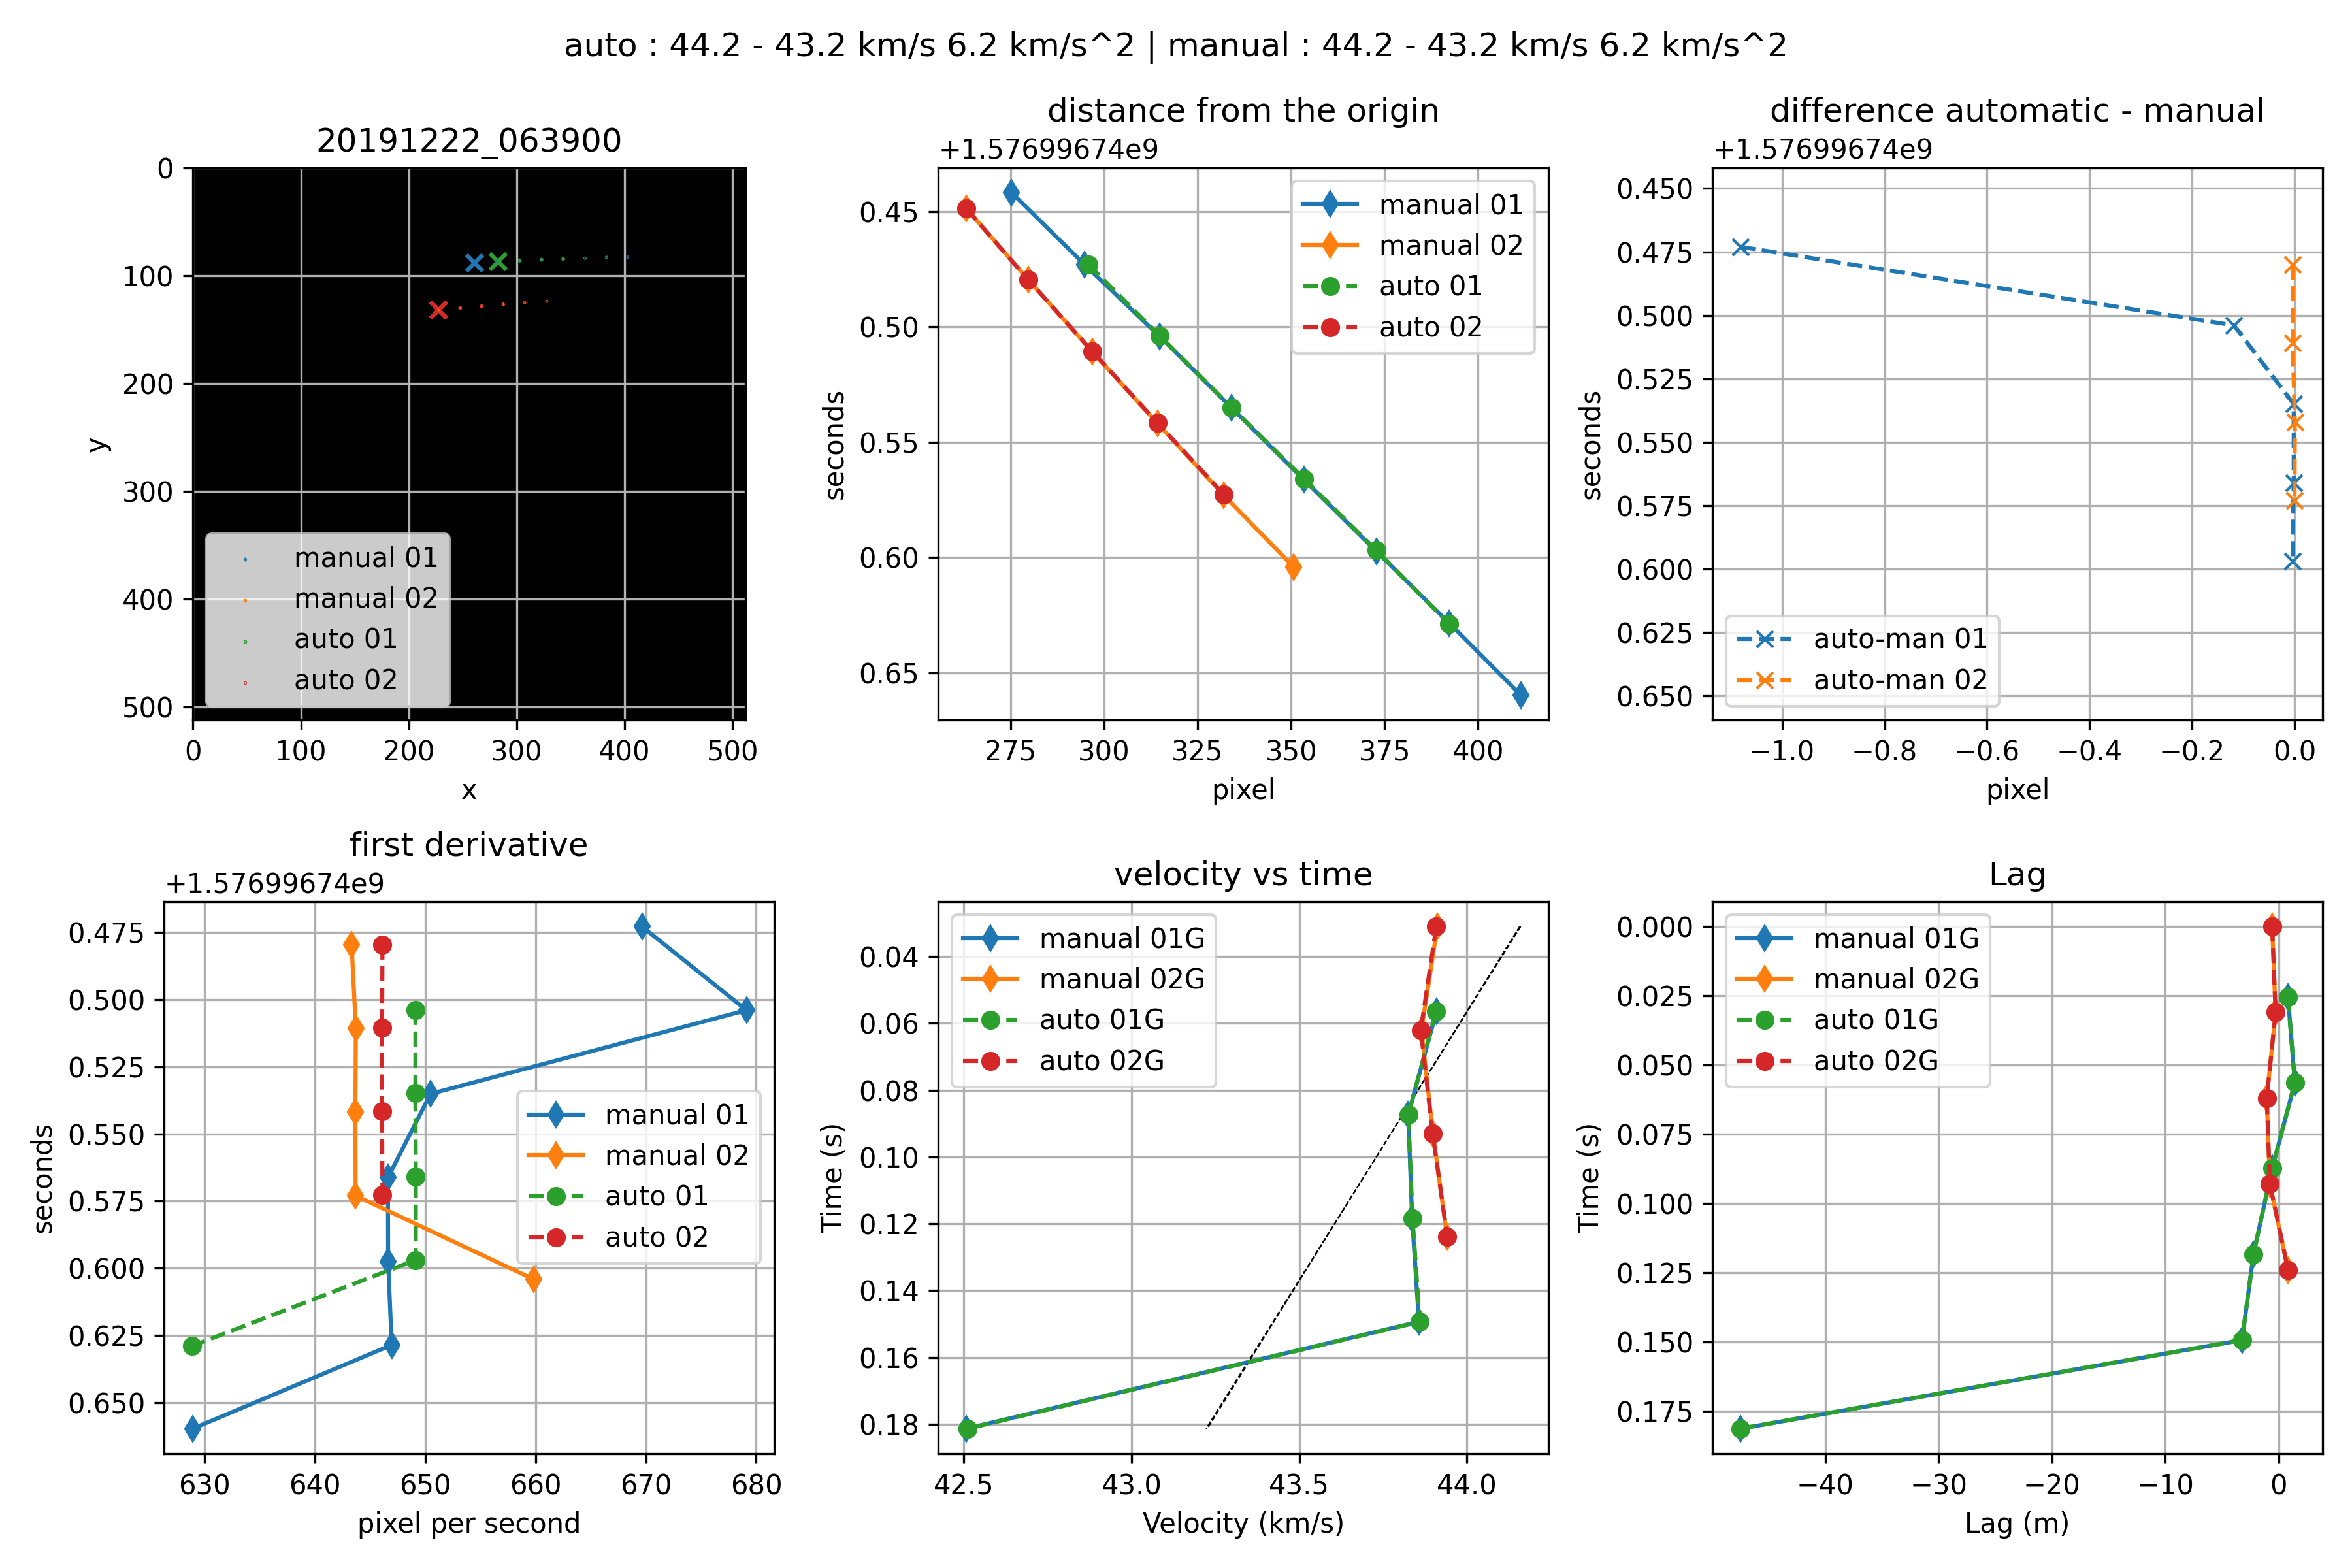 auto : 44.2 - 43.2 km/s 6.2 km/s^2 | manual : 44.2 - 43.2 km/s 6.2 km/s^2
20191222_063900
0
100
200
300
400
500
y
manual 01
manual 02
auto 01
auto 02
0 100 200 300 400 500
x
distance from the origin
+1.57699674e9
0.45
0.50
0.55
0.60
0.65
seconds
manual 01
manual 02
auto 01
auto 02
275 300 325 350 375 400
pixel
difference automatic - manual
+1.57699674e9
0.450
0.475
0.500
0.525
0.550
0.575
0.600
0.625
0.650
seconds
auto-man 01
auto-man 02
−1.0 −0.8 −0.6 −0.4 −0.2 0.0
pixel
first derivative
+1.57699674e9
0.475
0.500
0.525
0.550
0.575
0.600
0.625
0.650
seconds
manual 01
manual 02
auto 01
auto 02
630 640 650 660 670 680
pixel per second
velocity vs time
manual 01G
manual 02G
auto 01G
auto 02G
0.04
0.06
0.08
0.10
0.12
0.14
0.16
0.18
Time (s)
42.5 43.0 43.5 44.0
Velocity (km/s)
Lag
manual 01G
manual 02G
auto 01G
auto 02G
0.000
0.025
0.050
0.075
0.100
0.125
0.150
0.175
Time (s)
−40 −30 −20 −10 0
Lag (m)